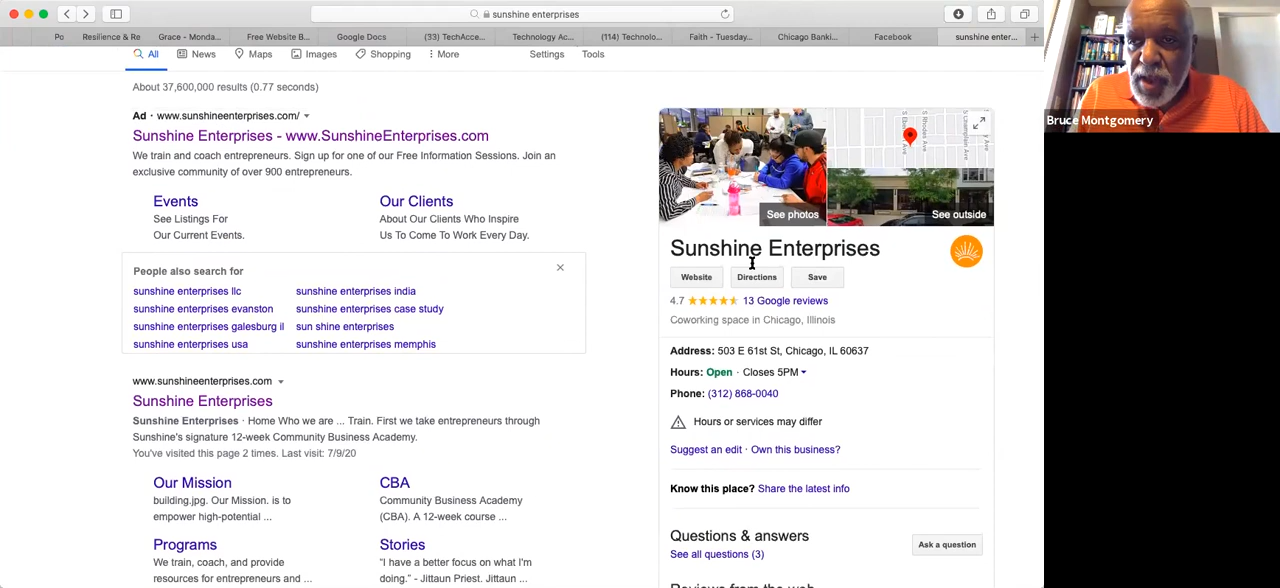 sunshine enterprises
Po
Resilience & Re
Grace - Monda...
Free Website B...
Google Docs
(33) TechAcce...
Technology Ac...
(114) Technolo...
Faith - Tuesday...
Chicago Banki...
Facebook
sunshine enter...
All
News
Maps
Images
Shopping
More
Settings
Tools
About 37,600,000 results (0.77 seconds)
Ad · www.sunshineenterprises.com/
Sunshine Enterprises - www.SunshineEnterprises.com
We train and coach entrepreneurs. Sign up for one of our Free Information Sessions. Join an
exclusive community of over 900 entrepreneurs.
Events
See Listings For
Our Current Events.
Our Clients
About Our Clients Who Inspire
Us To Come To Work Every Day.
People also search for
sunshine enterprises llc
sunshine enterprises india
sunshine enterprises evanston
sunshine enterprises case study
sunshine enterprises galesburg il
sun shine enterprises
sunshine enterprises usa
sunshine enterprises memphis
www.sunshineenterprises.com
Sunshine Enterprises
Sunshine Enterprises · Home Who we are ... Train. First we take entrepreneurs through
Sunshine's signature 12-week Community Business Academy.
You've visited this page 2 times. Last visit: 7/9/20
Our Mission
building.jpg. Our Mission. is to
empower high-potential ...
CBA
Community Business Academy
(CBA). A 12-week course ...
Programs
We train, coach, and provide
resources for entrepreneurs and ...
Stories
"I have a better focus on what I'm
doing." - Jittaun Priest. Jittaun ...
See photos
See outside
Sunshine Enterprises
Website
Directions
Save
4.7
13 Google reviews
Coworking space in Chicago, Illinois
Address: 503 E 61st St, Chicago, IL 60637
Hours: Open · Closes 5PM
Phone: (312) 868-0040
Hours or services may differ
Suggest an edit · Own this business?
Know this place? Share the latest info
Questions & answers
See all questions (3)
Ask a question
Bruce Montgomery